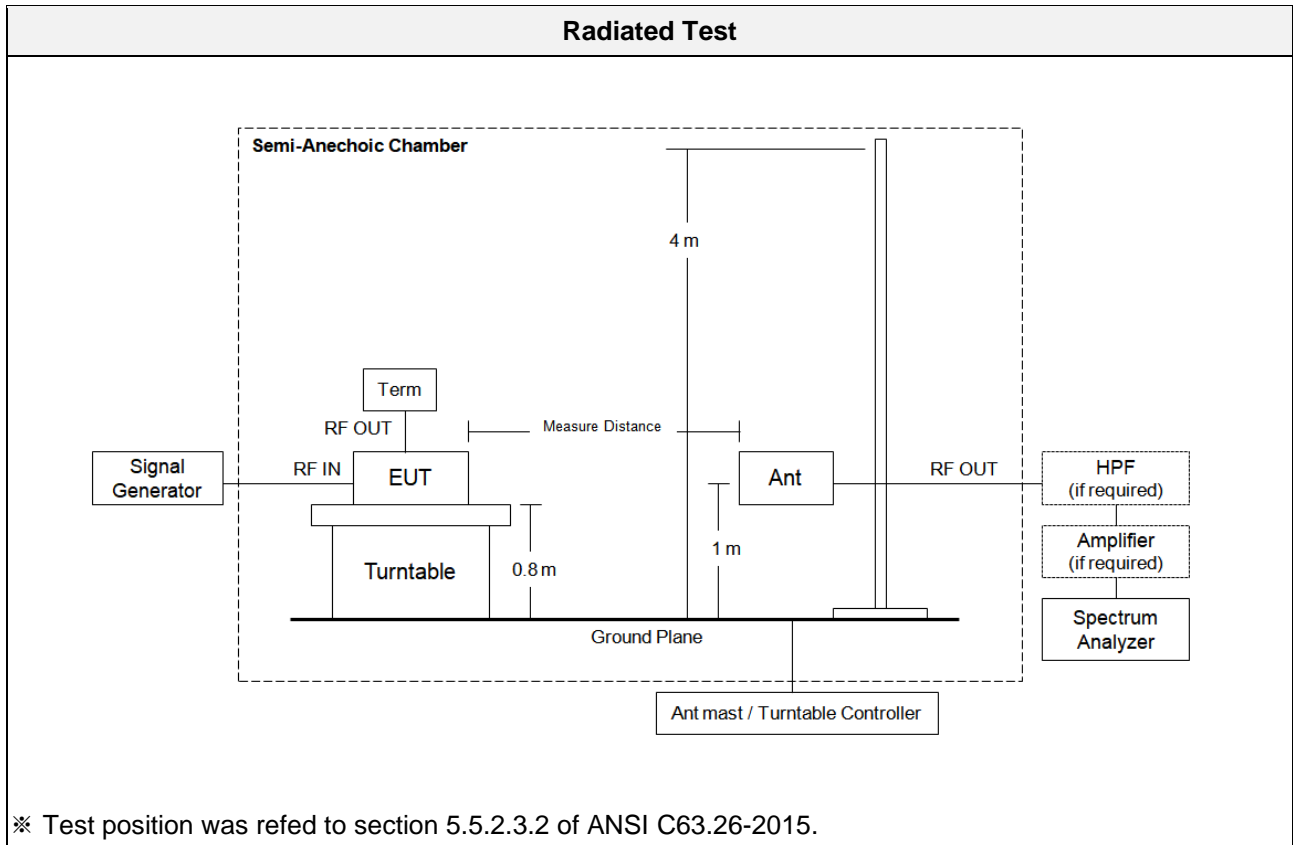 Radiated Test
Semi-Anechoic Chamber
4 m
Term
RF OUT
Measure Distance
Signal
Generator
RF IN
EUT
Ant
RF OUT
HPF
(if required)
Amplifier
(if required)
Spectrum
Analyzer
Turntable
0.8 m
1 m
Ground Plane
Ant mast / Turntable Controller
※ Test position was refed to section 5.5.2.3.2 of ANSI C63.26-2015.